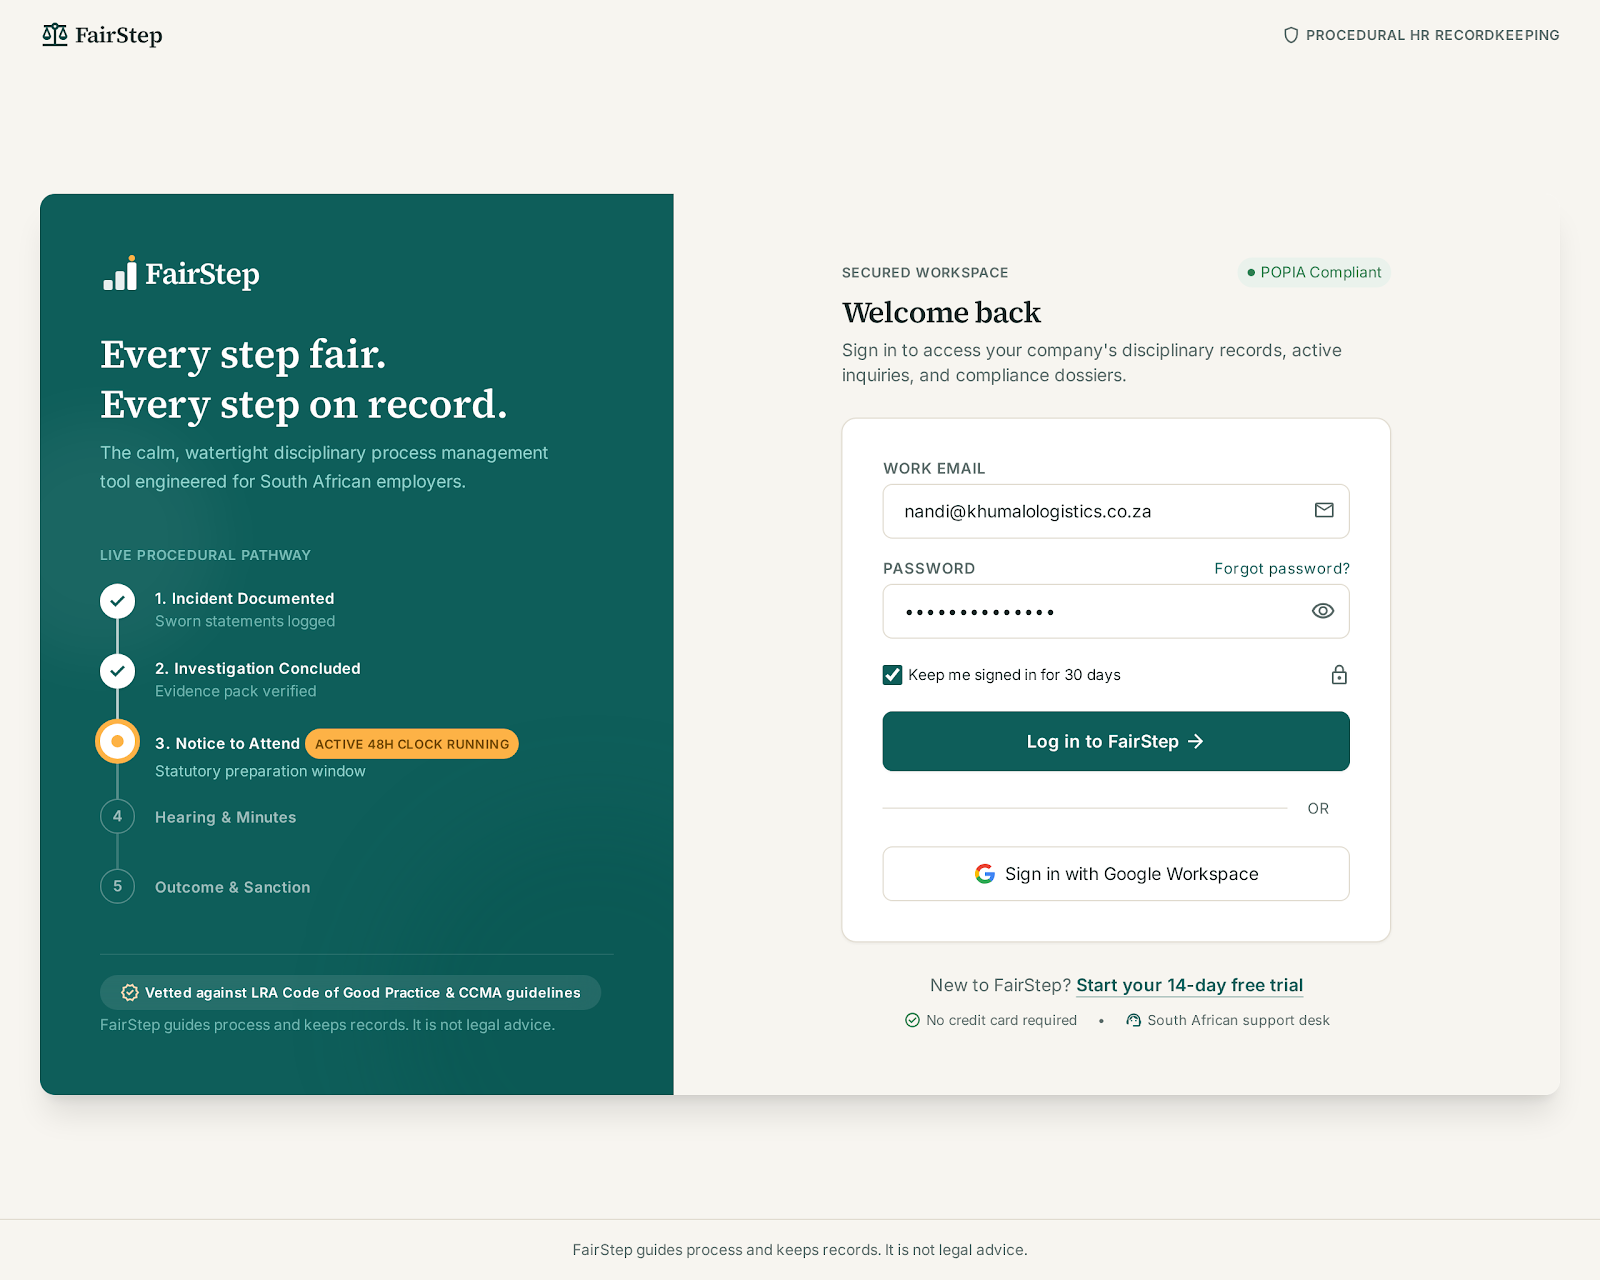 FairStep
PROCEDURAL HR RECORDKEEPING
FairStep
Every step fair.
Every step on record.
The calm, watertight disciplinary process management
tool engineered for South African employers.
LIVE PROCEDURAL PATHWAY
1. Incident Documented
Sworn statements logged
2. Investigation Concluded
Evidence pack verified
3. Notice to Attend ACTIVE 48H CLOCK RUNNING
Statutory preparation window
4 Hearing & Minutes
5 Outcome & Sanction
Vetted against LRA Code of Good Practice & CCMA guidelines
FairStep guides process and keeps records. It is not legal advice.
SECURED WORKSPACE
POPIA Compliant
Welcome back
Sign in to access your company's disciplinary records, active
inquiries, and compliance dossiers.
WORK EMAIL
nandi@khumalologistics.co.za
PASSWORD
Forgot password?
••••••••••••••
Keep me signed in for 30 days
Log in to FairStep →
OR
Sign in with Google Workspace
New to FairStep? Start your 14-day free trial
No credit card required • South African support desk
FairStep guides process and keeps records. It is not legal advice.